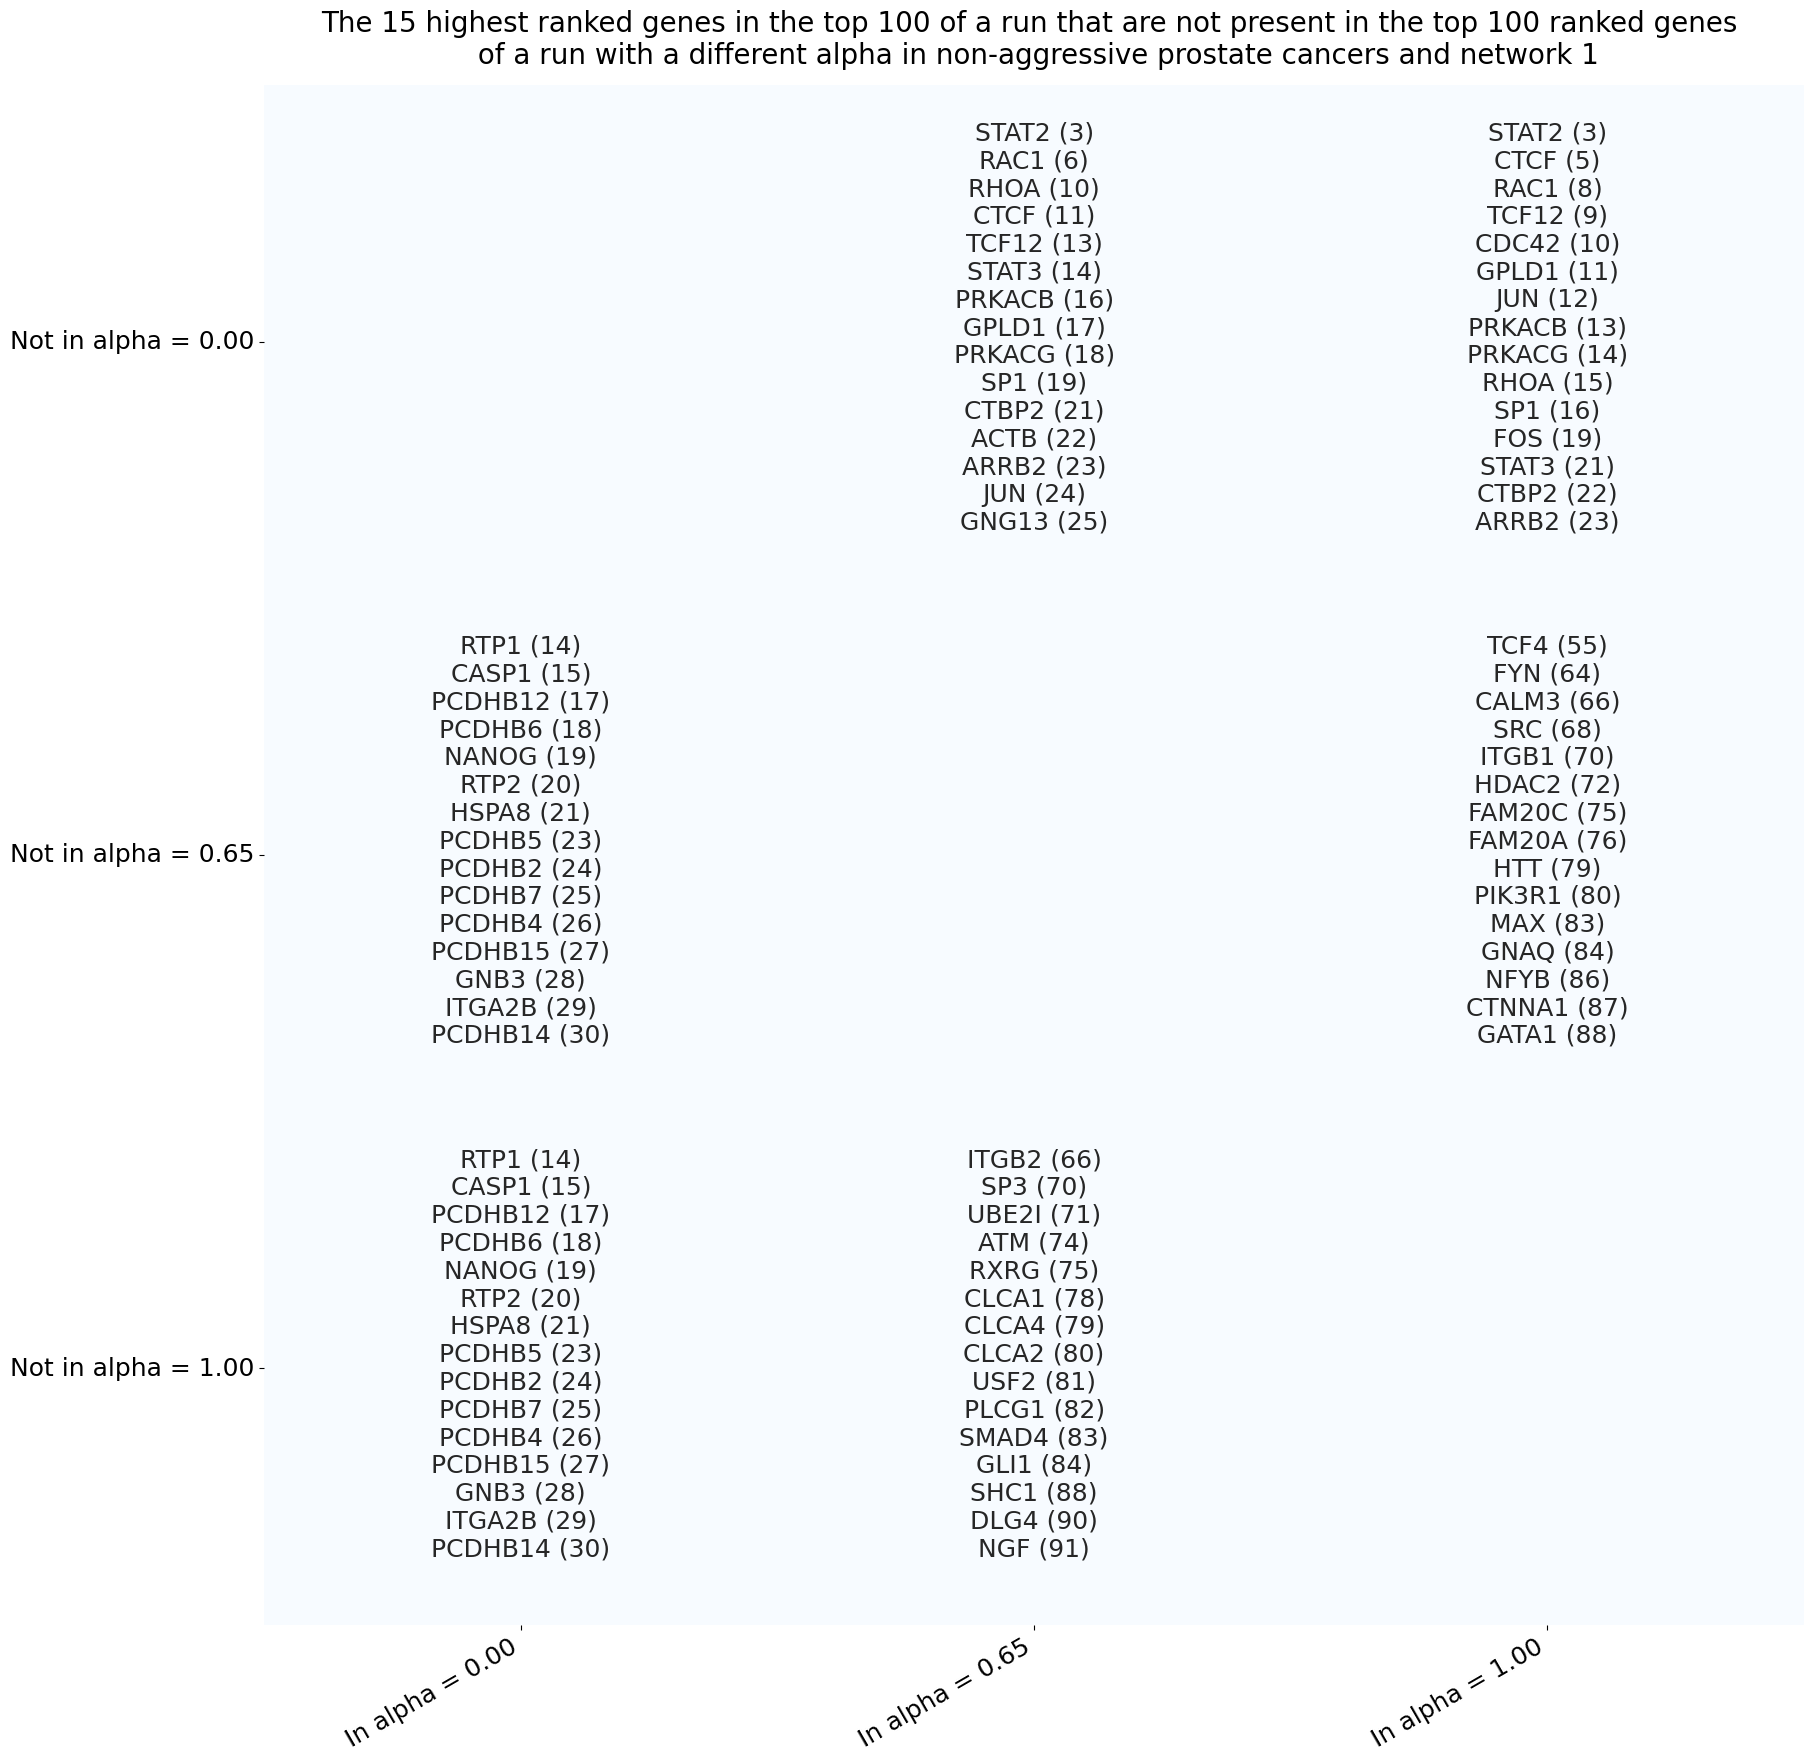 The 15 highest ranked genes in the top 100 of a run that are not present in the top 100 ranked genes
of a run with a different alpha in non-aggressive prostate cancers and network 1
Not in alpha = 0.00
STAT2 (3)
RAC1 (6)
RHOA (10)
CTCF (11)
TCF12 (13)
STAT3 (14)
PRKACB (16)
GPLD1 (17)
PRKACG (18)
SP1 (19)
CTBP2 (21)
ACTB (22)
ARRB2 (23)
JUN (24)
GNG13 (25)
STAT2 (3)
CTCF (5)
RAC1 (8)
TCF12 (9)
CDC42 (10)
GPLD1 (11)
JUN (12)
PRKACB (13)
PRKACG (14)
RHOA (15)
SP1 (16)
FOS (19)
STAT3 (21)
CTBP2 (22)
ARRB2 (23)
Not in alpha = 0.65
RTP1 (14)
CASP1 (15)
PCDHB12 (17)
PCDHB6 (18)
NANOG (19)
RTP2 (20)
HSPA8 (21)
PCDHB5 (23)
PCDHB2 (24)
PCDHB7 (25)
PCDHB4 (26)
PCDHB15 (27)
GNB3 (28)
ITGA2B (29)
PCDHB14 (30)
TCF4 (55)
FYN (64)
CALM3 (66)
SRC (68)
ITGB1 (70)
HDAC2 (72)
FAM20C (75)
FAM20A (76)
HTT (79)
PIK3R1 (80)
MAX (83)
GNAQ (84)
NFYB (86)
CTNNA1 (87)
GATA1 (88)
Not in alpha = 1.00
RTP1 (14)
CASP1 (15)
PCDHB12 (17)
PCDHB6 (18)
NANOG (19)
RTP2 (20)
HSPA8 (21)
PCDHB5 (23)
PCDHB2 (24)
PCDHB7 (25)
PCDHB4 (26)
PCDHB15 (27)
GNB3 (28)
ITGA2B (29)
PCDHB14 (30)
ITGB2 (66)
SP3 (70)
UBE2I (71)
ATM (74)
RXRG (75)
CLCA1 (78)
CLCA4 (79)
CLCA2 (80)
USF2 (81)
PLCG1 (82)
SMAD4 (83)
GLI1 (84)
SHC1 (88)
DLG4 (90)
NGF (91)
In alpha = 0.00
In alpha = 0.65
In alpha = 1.00